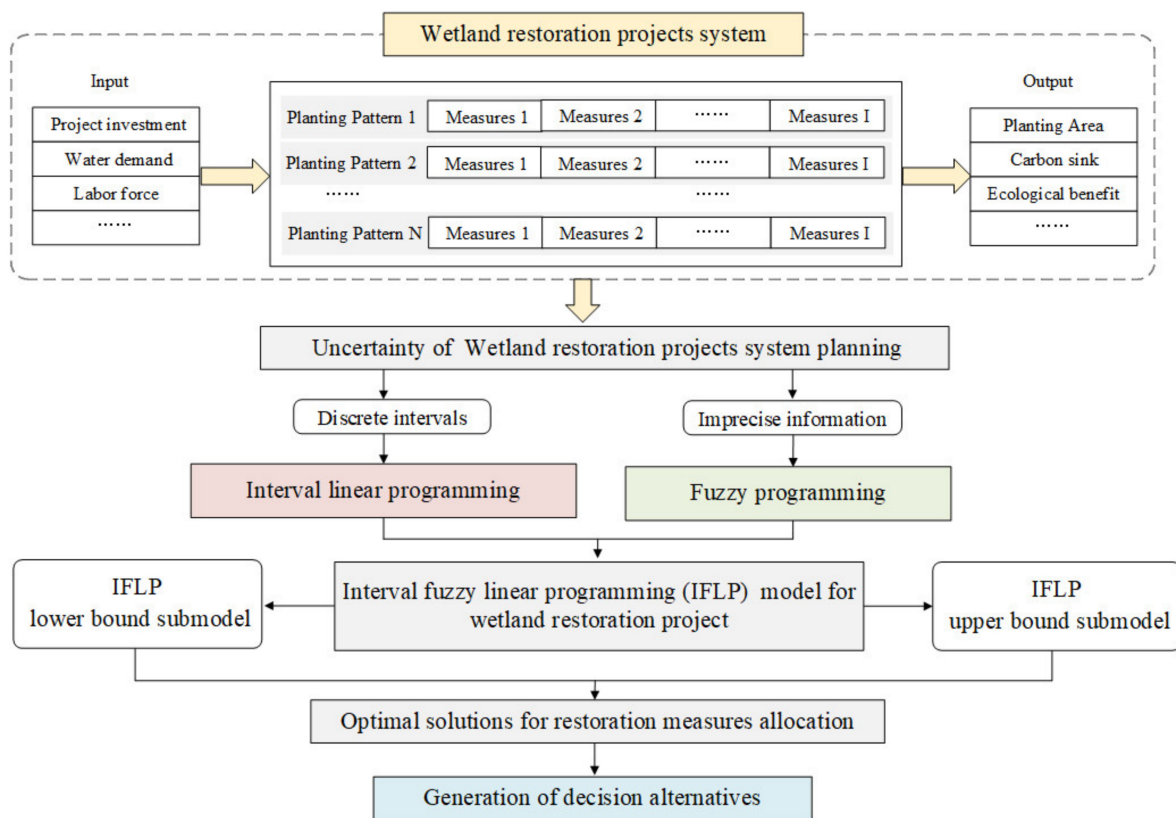 Wetland restoration projects system
Input
Output
Project investment
Water demand
Labor force
……
Planting Pattern 1 Measures 1 Measures 2 …… Measures I
Planting Pattern 2 Measures 1 Measures 2 …… Measures I
…… ……
Planting Pattern N Measures 1 Measures 2 …… Measures I
Planting Area
Carbon sink
Ecological benefit
……
Uncertainty of Wetland restoration projects system planning
Discrete intervals
Imprecise information
Interval linear programming
Fuzzy programming
IFLP
lower bound submodel
Interval fuzzy linear programming (IFLP) model for
wetland restoration project
IFLP
upper bound submodel
Optimal solutions for restoration measures allocation
Generation of decision alternatives